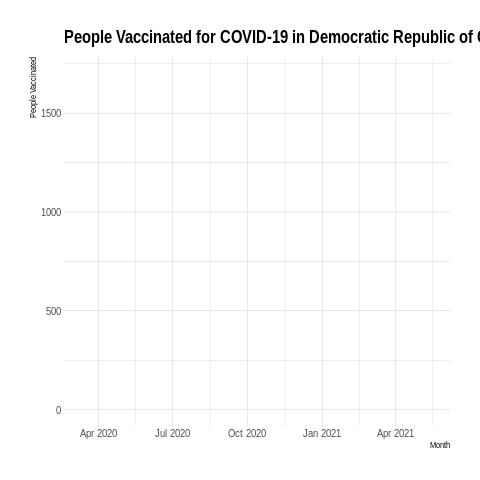 People Vaccinated for COVID-19 in Democratic Republic of
People Vaccinated
1500
1000
500
0
Apr 2020 Jul 2020 Oct 2020 Jan 2021 Apr 2021
Month